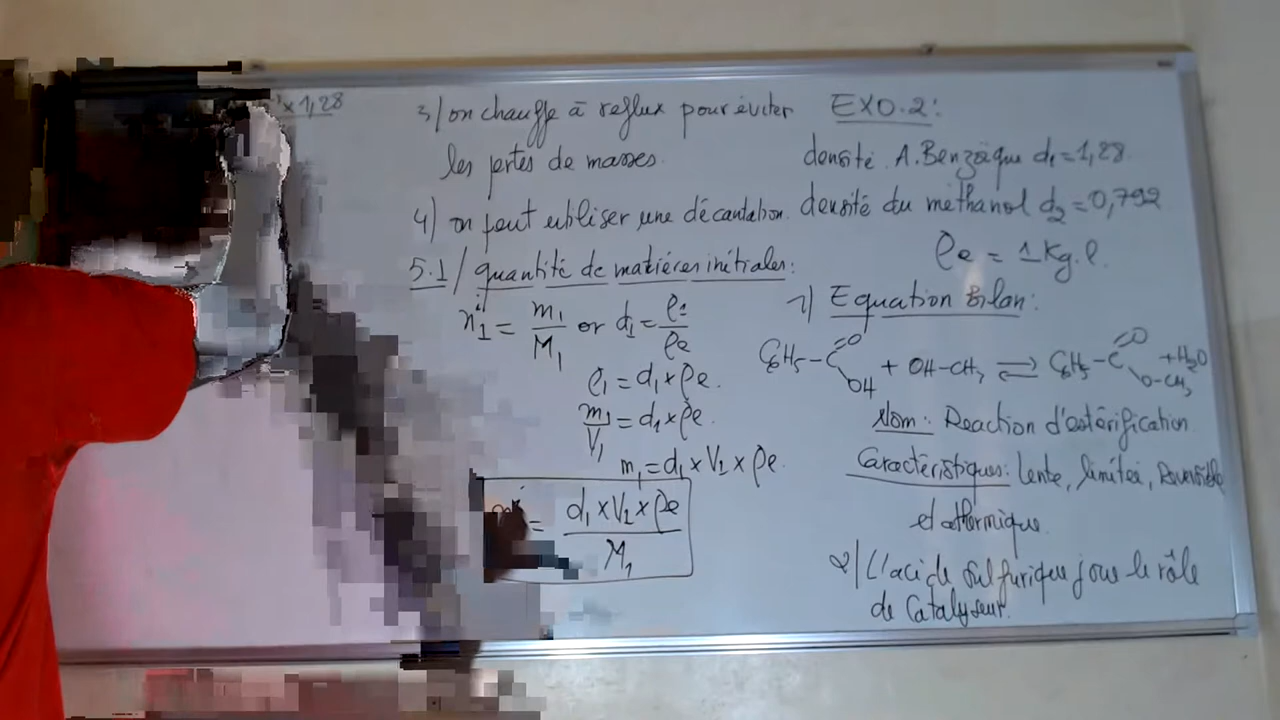 × 1,28
3/ on chauffe à reflux pour éviter
les pertes de masses.
4) on peut utiliser une décantation.
5.1/ quantité de matières initiales:
n₁ⁱ = m₁/M₁ or d₁ = ρ₁/ρe
ρ₁ = d₁ × ρe.
m₁/V₁ = d₁ × ρe.
m₁ = d₁ × V₁ × ρe.
= d₁ × V₁ × ρe / M₁
EXO.2:
densité A. Benzoïque d₁ = 1,28
densité du méthanol d₂ = 0,792
ρe = 1 Kg. l.
1) Equation Bilan:
C₆H₅–C(=O)OH + OH–CH₃ ⇌ C₆H₅–C(=O)O–CH₃ + H₂O
Nom: Reaction d'estérification
Caractéristiques: Lente, limitée, Reversible
et athermique.
2/ L'acide Sulfurique joue le rôle
de Catalyseur.